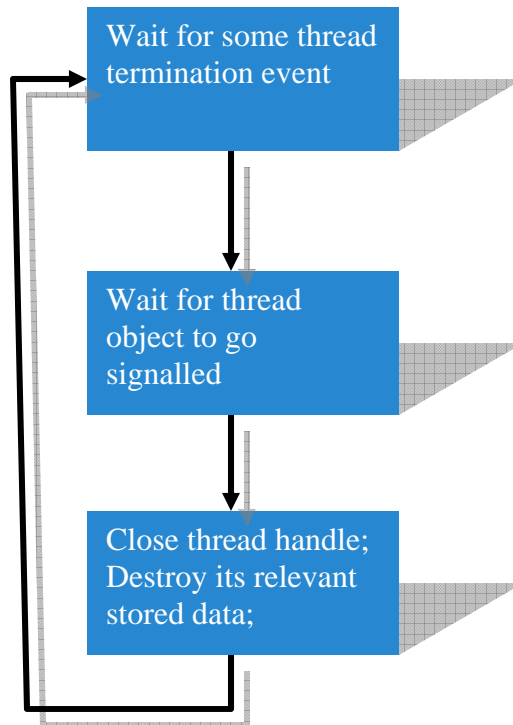 Wait for some thread
termination event
Wait for thread
object to go
signalled
Close thread handle;
Destroy its relevant
stored data;